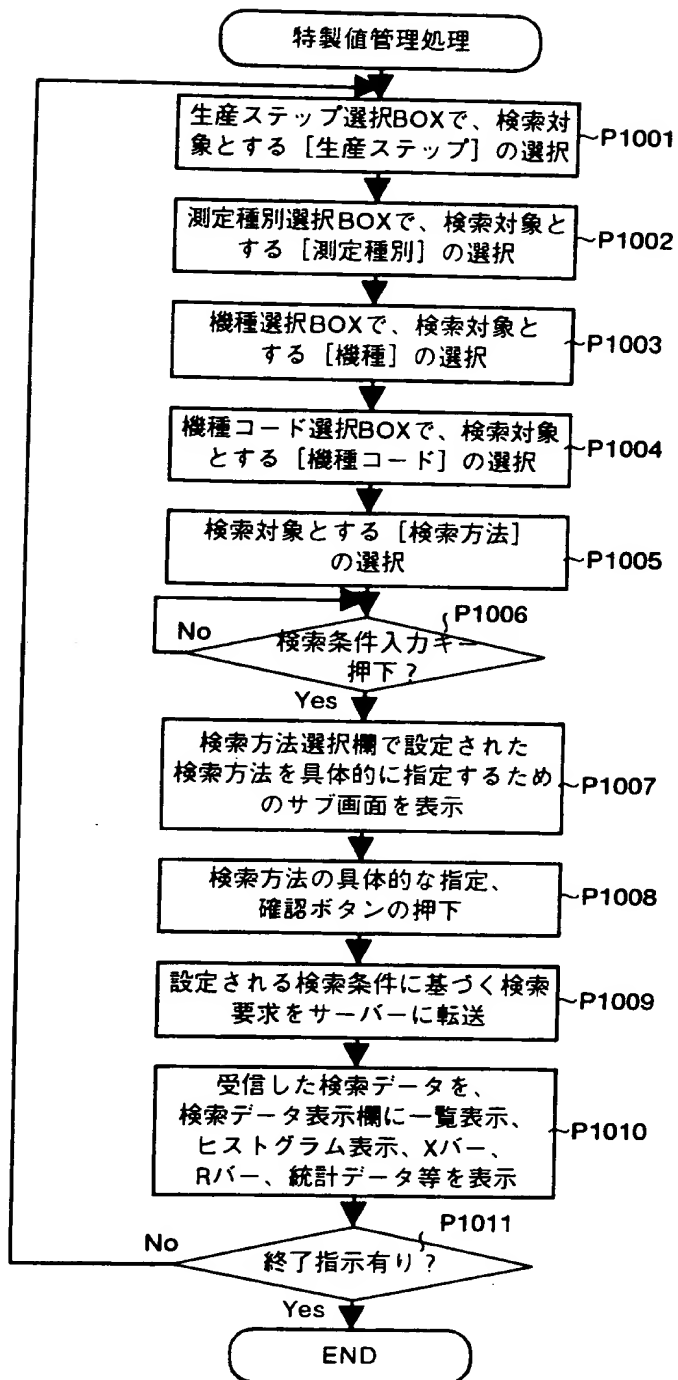 特製値管理処理
生産ステップ選択BOXで、検索対
象とする［生産ステップ］の選択
P1001
測定種別選択BOXで、検索対象と
する［測定種別］の選択
P1002
機種選択BOXで、検索対象と
する［機種］の選択
P1003
機種コード選択BOXで、検索対象
とする［機種コード］の選択
P1004
検索対象とする［検索方法］
の選択
P1005
P1006
No
検索条件入力キー
押下？
Yes
検索方法選択欄で設定された
検索方法を具体的に指定するため
のサブ画面を表示
P1007
検索方法の具体的な指定、
確認ボタンの押下
P1008
設定される検索条件に基づく検索
要求をサーバーに転送
P1009
受信した検索データを、
検索データ表示欄に一覧表示、
ヒストグラム表示、Xバー、
Rバー、統計データ等を表示
P1010
P1011
No
終了指示有り？
Yes
END